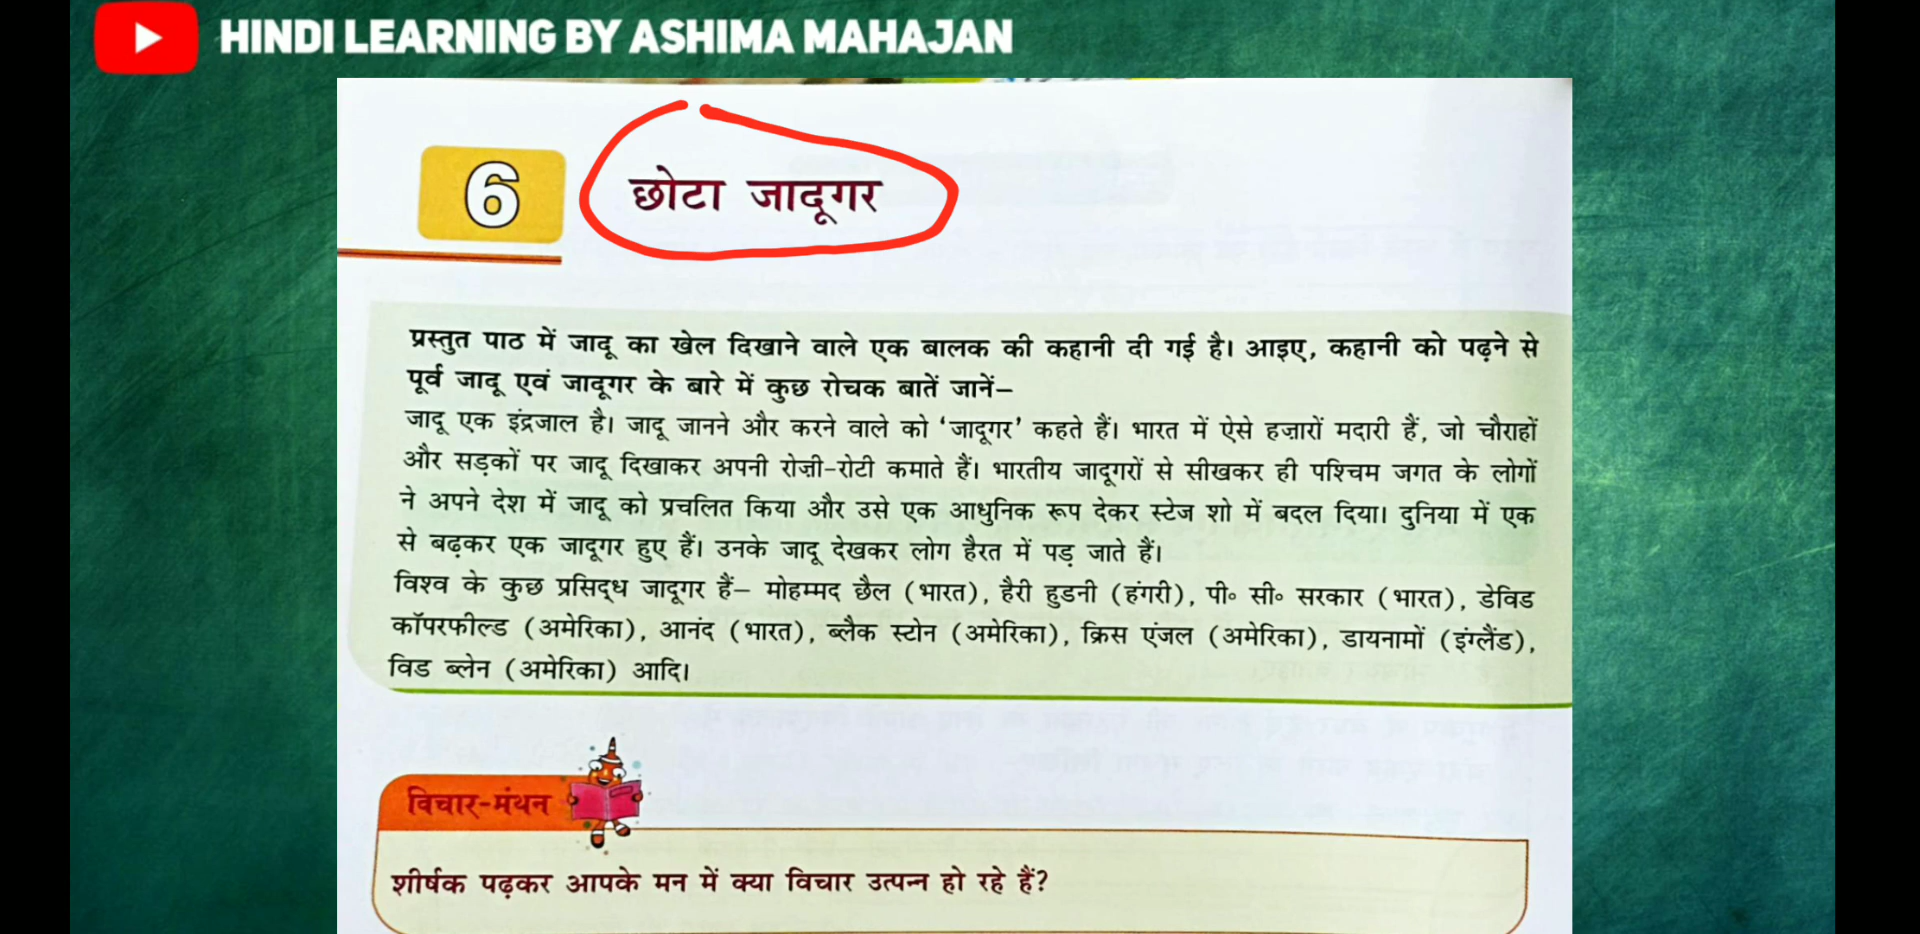 HINDI LEARNING BY ASHIMA MAHAJAN
6
छोटा जादूगर
प्रस्तुत पाठ में जादू का खेल दिखाने वाले एक बालक की कहानी दी गई है। आइए, कहानी को पढ़ने से
पूर्व जादू एवं जादूगर के बारे में कुछ रोचक बातें जानें–
जादू एक इंद्रजाल है। जादू जानने और करने वाले को ‘जादूगर’ कहते हैं। भारत में ऐसे हज़ारों मदारी हैं, जो चौराहों
और सड़कों पर जादू दिखाकर अपनी रोज़ी-रोटी कमाते हैं। भारतीय जादूगरों से सीखकर ही पश्चिम जगत के लोगों
ने अपने देश में जादू को प्रचलित किया और उसे एक आधुनिक रूप देकर स्टेज शो में बदल दिया। दुनिया में एक
से बढ़कर एक जादूगर हुए हैं। उनके जादू देखकर लोग हैरत में पड़ जाते हैं।
विश्व के कुछ प्रसिद्ध जादूगर हैं– मोहम्मद छैल (भारत), हैरी हुडनी (हंगरी), पी॰ सी॰ सरकार (भारत), डेविड
कॉपरफील्ड (अमेरिका), आनंद (भारत), ब्लैक स्टोन (अमेरिका), क्रिस एंजल (अमेरिका), डायनामों (इंग्लैंड),
विड ब्लेन (अमेरिका) आदि।
विचार-मंथन
शीर्षक पढ़कर आपके मन में क्या विचार उत्पन्न हो रहे हैं?